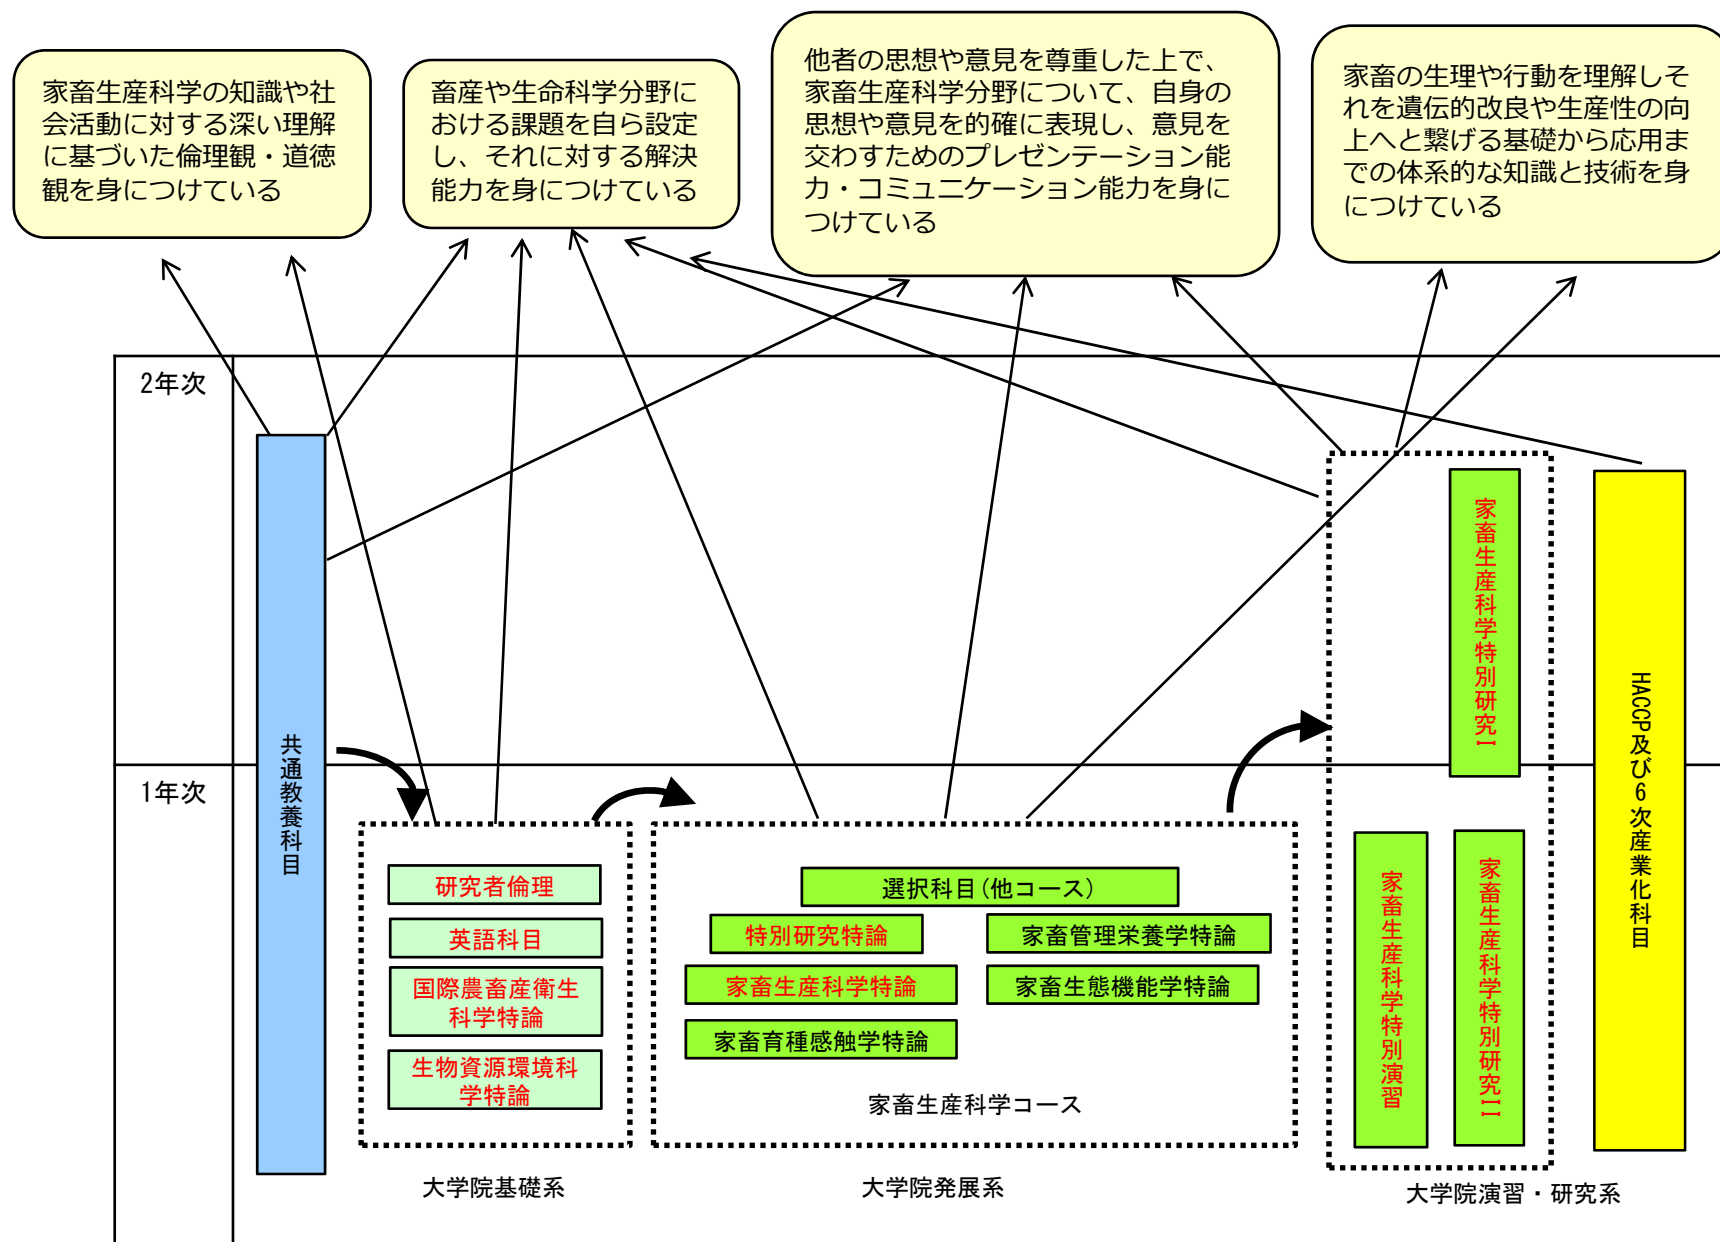 家畜生産科学の知識や社
会活動に対する深い理解
に基づいた倫理観・道徳
観を身につけている
畜産や生命科学分野に
おける課題を自ら設定
し、それに対する解決
能力を身につけている
他者の思想や意見を尊重した上で、
家畜生産科学分野について、自身の
思想や意見を的確に表現し、意見を
交わすためのプレゼンテーション能
力・コミュニケーション能力を身に
つけている
家畜の生理や行動を理解しそ
れを遺伝的改良や生産性の向
上へと繋げる基礎から応用ま
での体系的な知識と技術を身
につけている
2年次
1年次
共通教養科目
研究者倫理
英語科目
国際農畜産衛生
科学特論
生物資源環境科
学特論
大学院基礎系
選択科目(他コース)
特別研究特論
家畜管理栄養学特論
家畜生産科学特論
家畜生態機能学特論
家畜育種感触学特論
家畜生産科学コース
大学院発展系
家畜生産科学特別研究I
家畜生産科学特別演習
家畜生産科学特別研究II
大学院演習・研究系
HACCP及び6次産業化科目